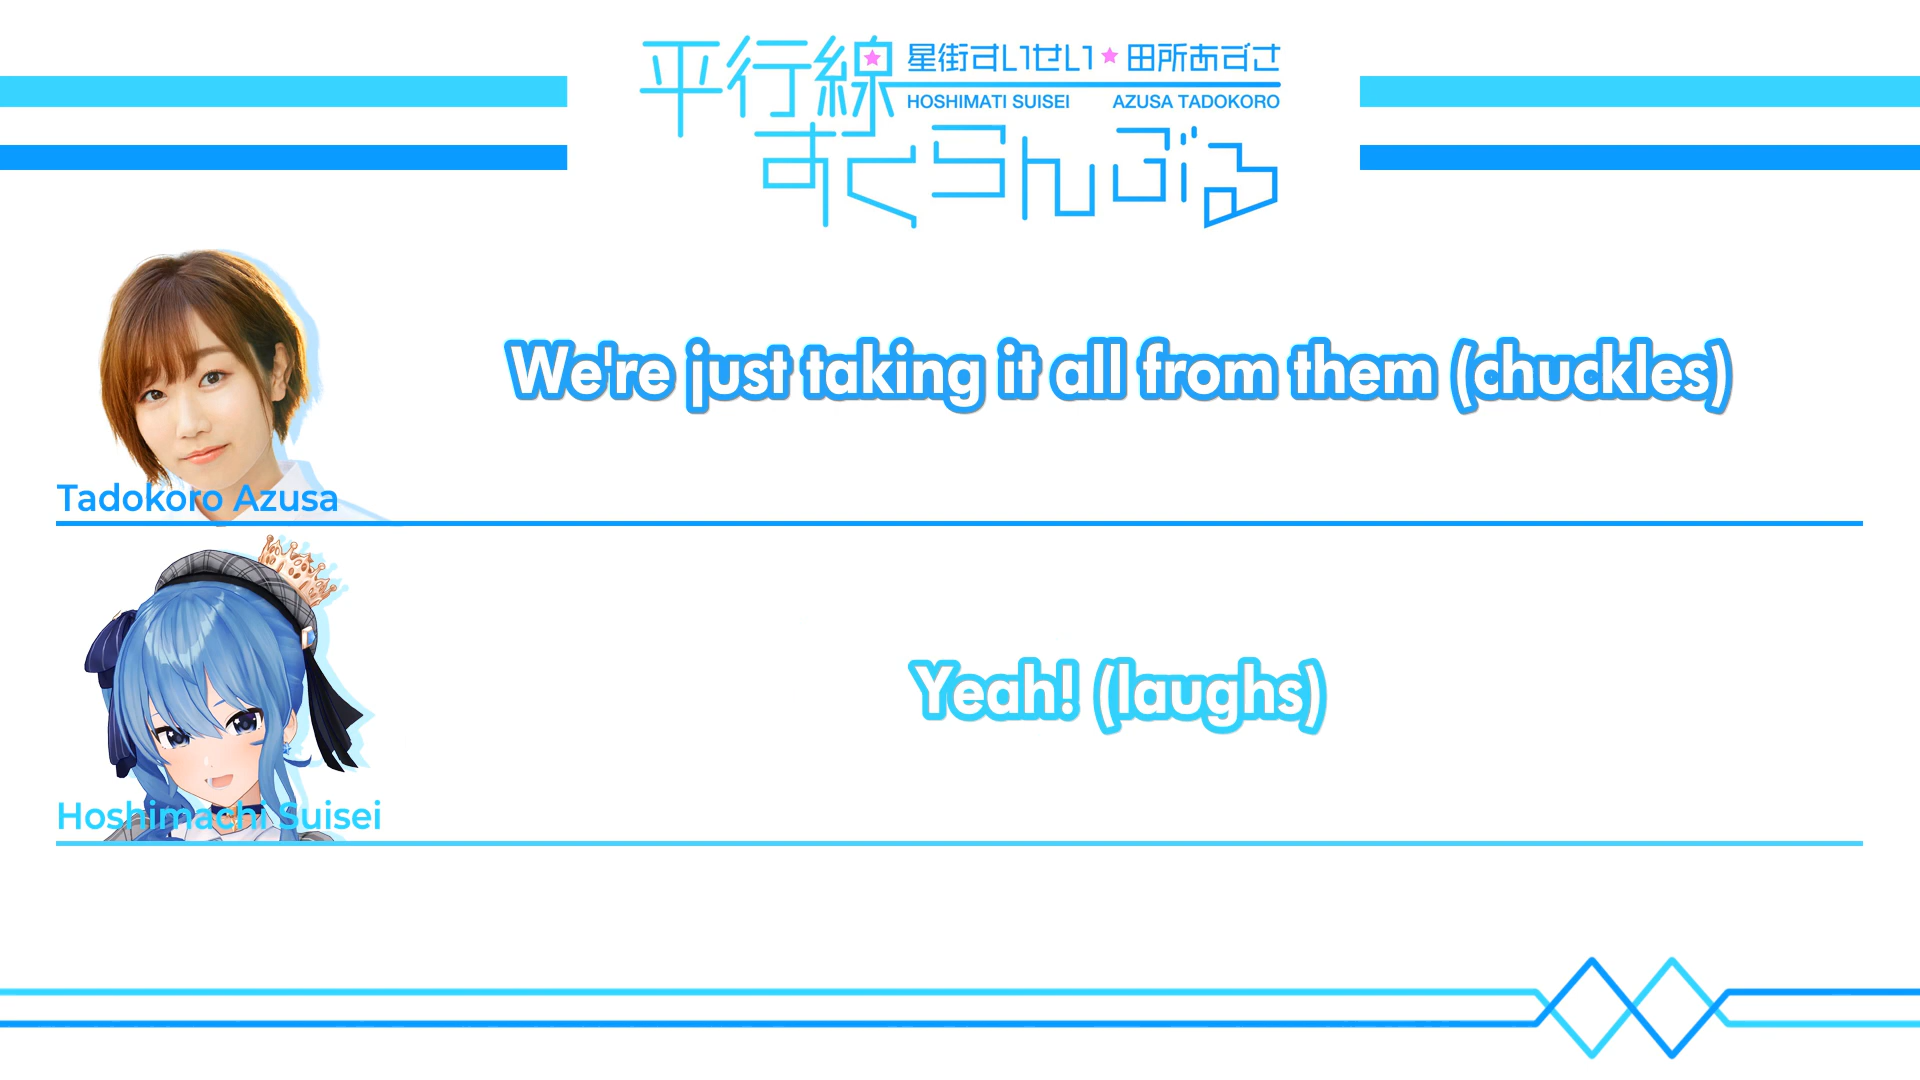 平行線
星街すいせい★田所あずさ
HOSHIMATI SUISEI AZUSA TADOKORO
すくらんぶる
We're just taking it all from them (chuckles)
Tadokoro Azusa
Yeah! (laughs)
Hoshimachi Suisei